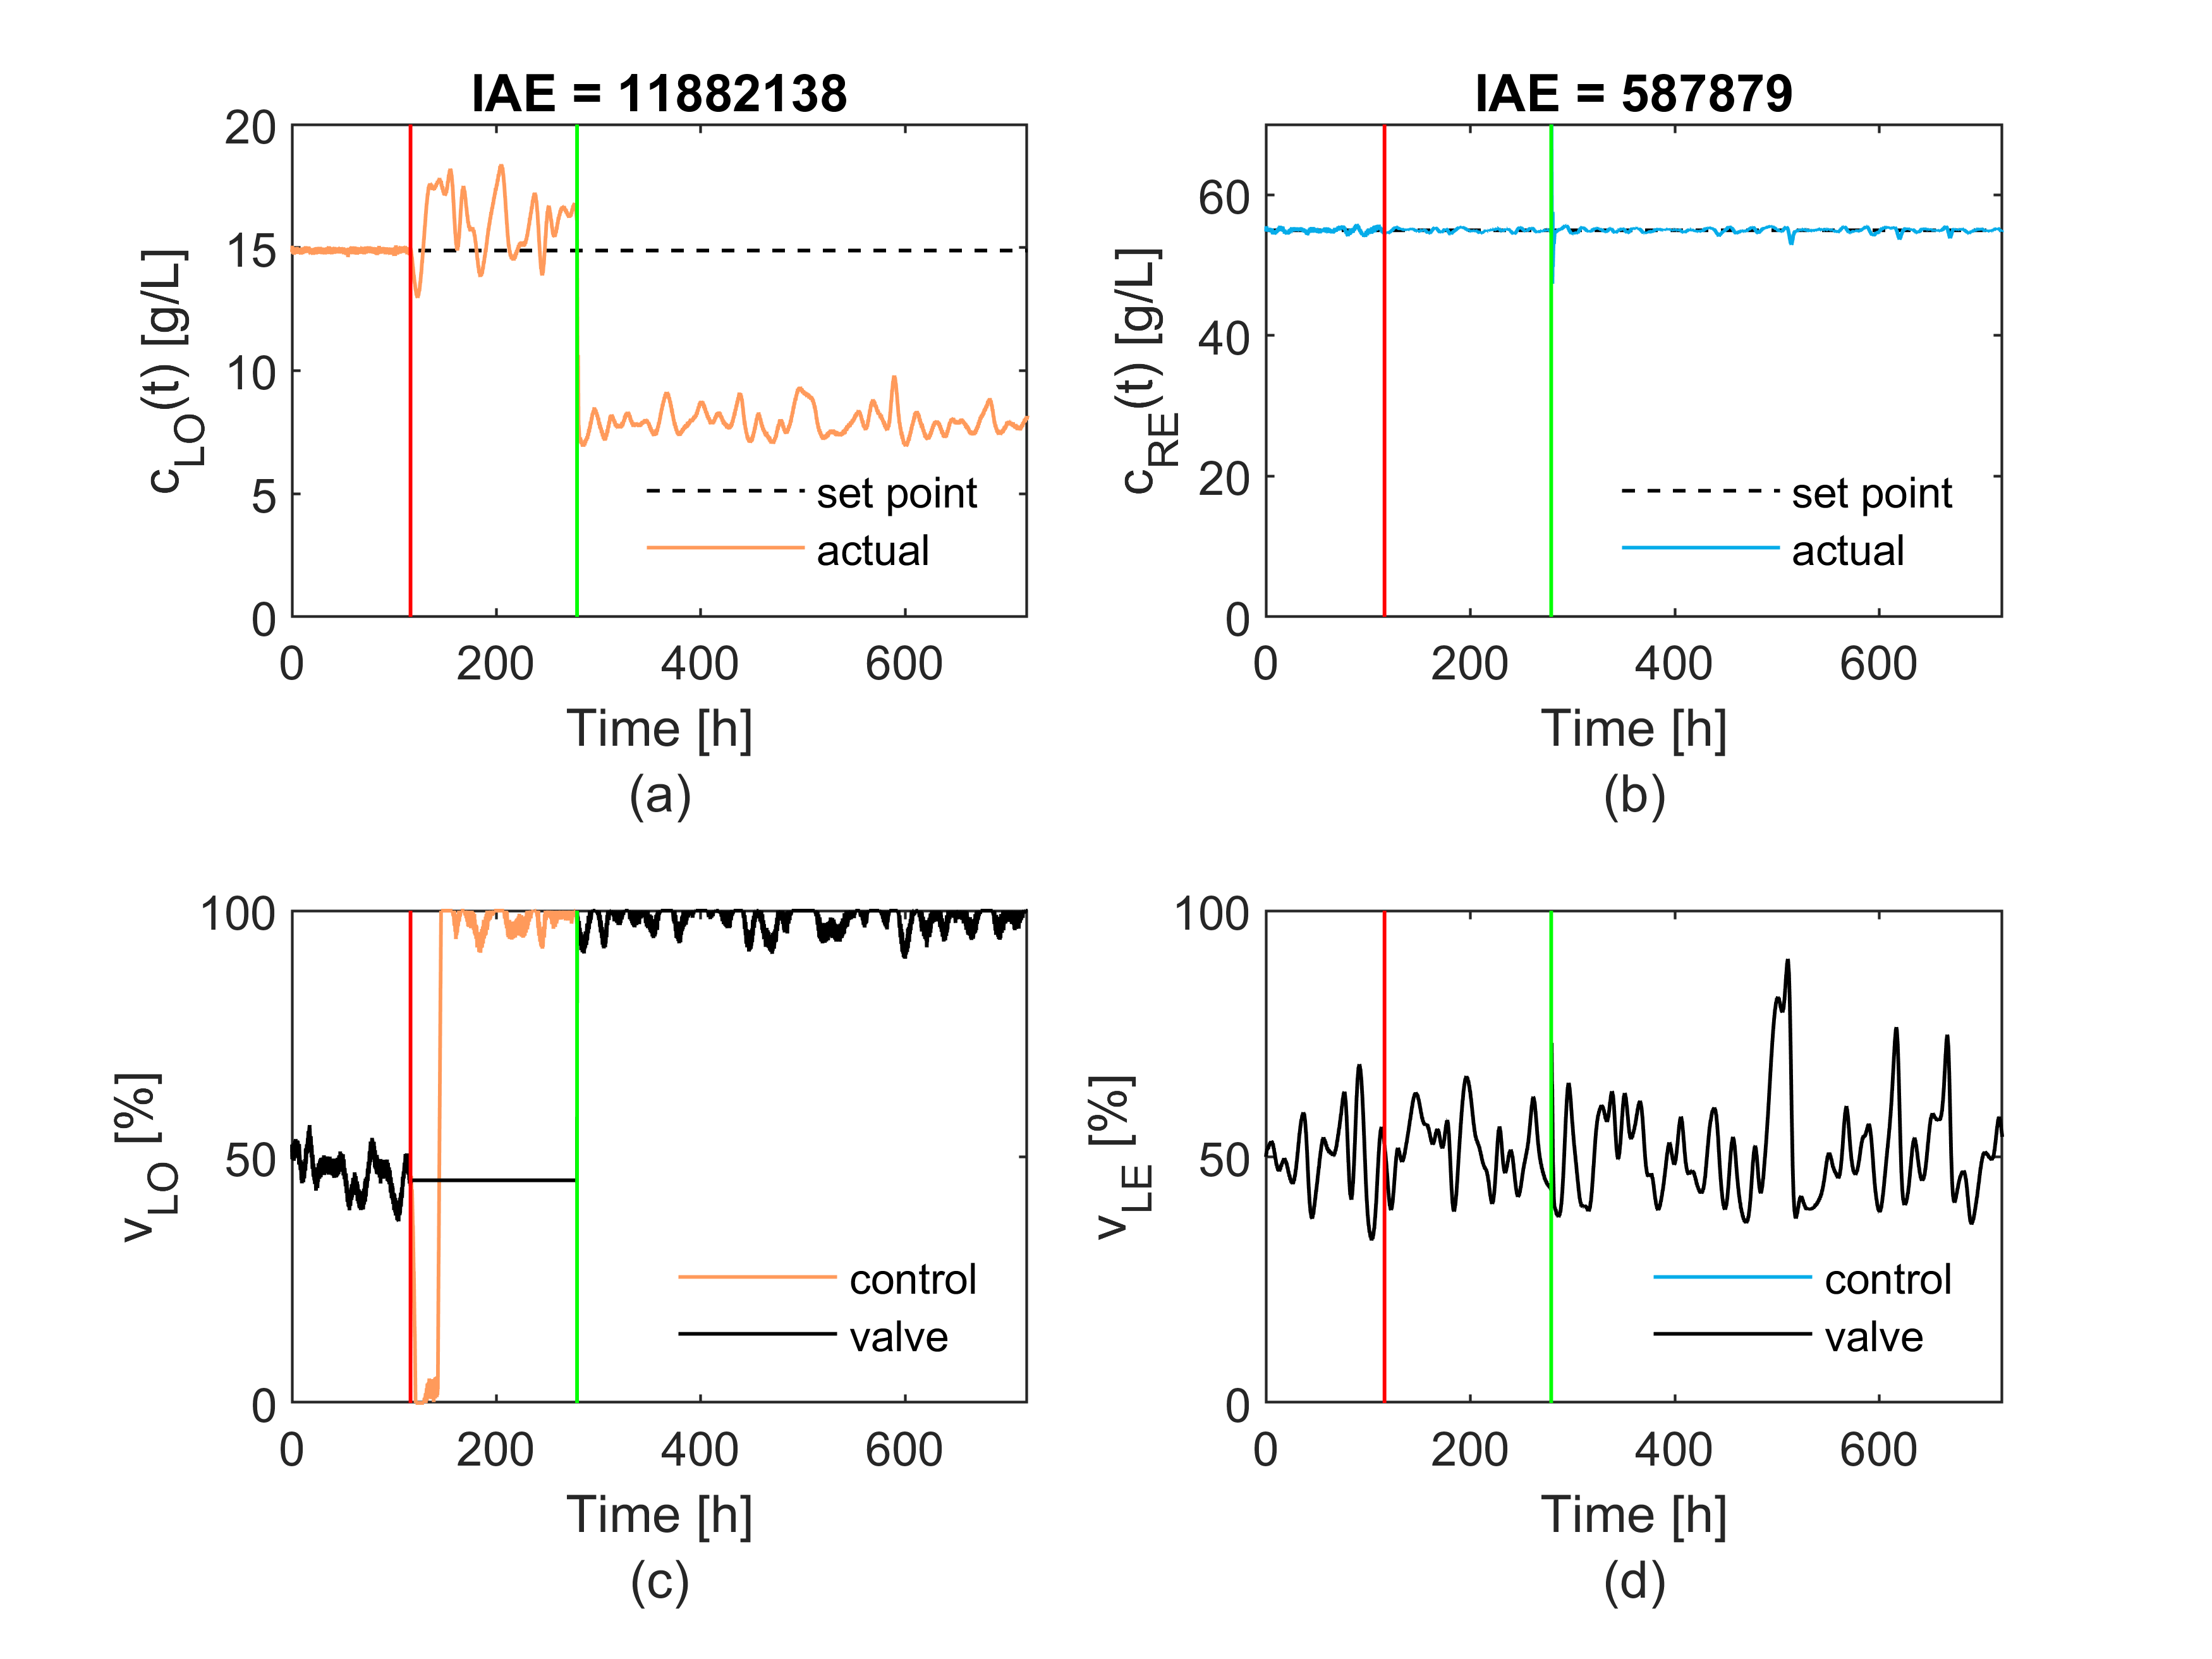 IAE = 11882138
20
15
10
5
0
c_LO(t) [g/L]
set point
actual
0 200 400 600
Time [h]
(a)
IAE = 587879
60
40
20
0
c_RE(t) [g/L]
set point
actual
0 200 400 600
Time [h]
(b)
100
50
0
v_LO [%]
control
valve
0 200 400 600
Time [h]
(c)
100
50
0
v_LE [%]
control
valve
0 200 400 600
Time [h]
(d)